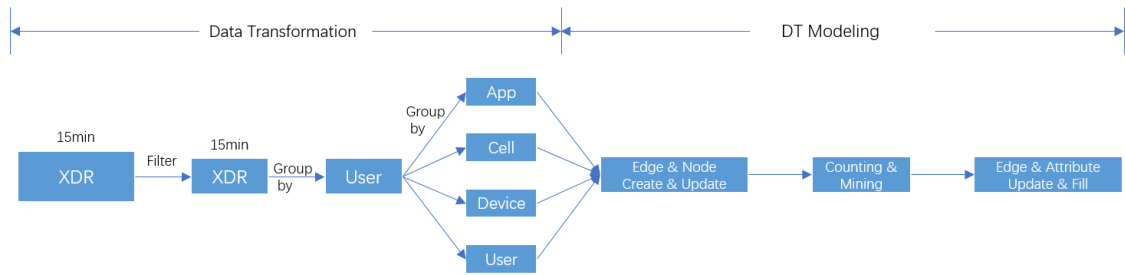 Data Transformation
DT Modeling
15min
XDR
Filter
15min
XDR
Group
by
User
Group
by
App
Cell
Device
User
Edge & Node
Create & Update
Counting &
Mining
Edge & Attribute
Update & Fill